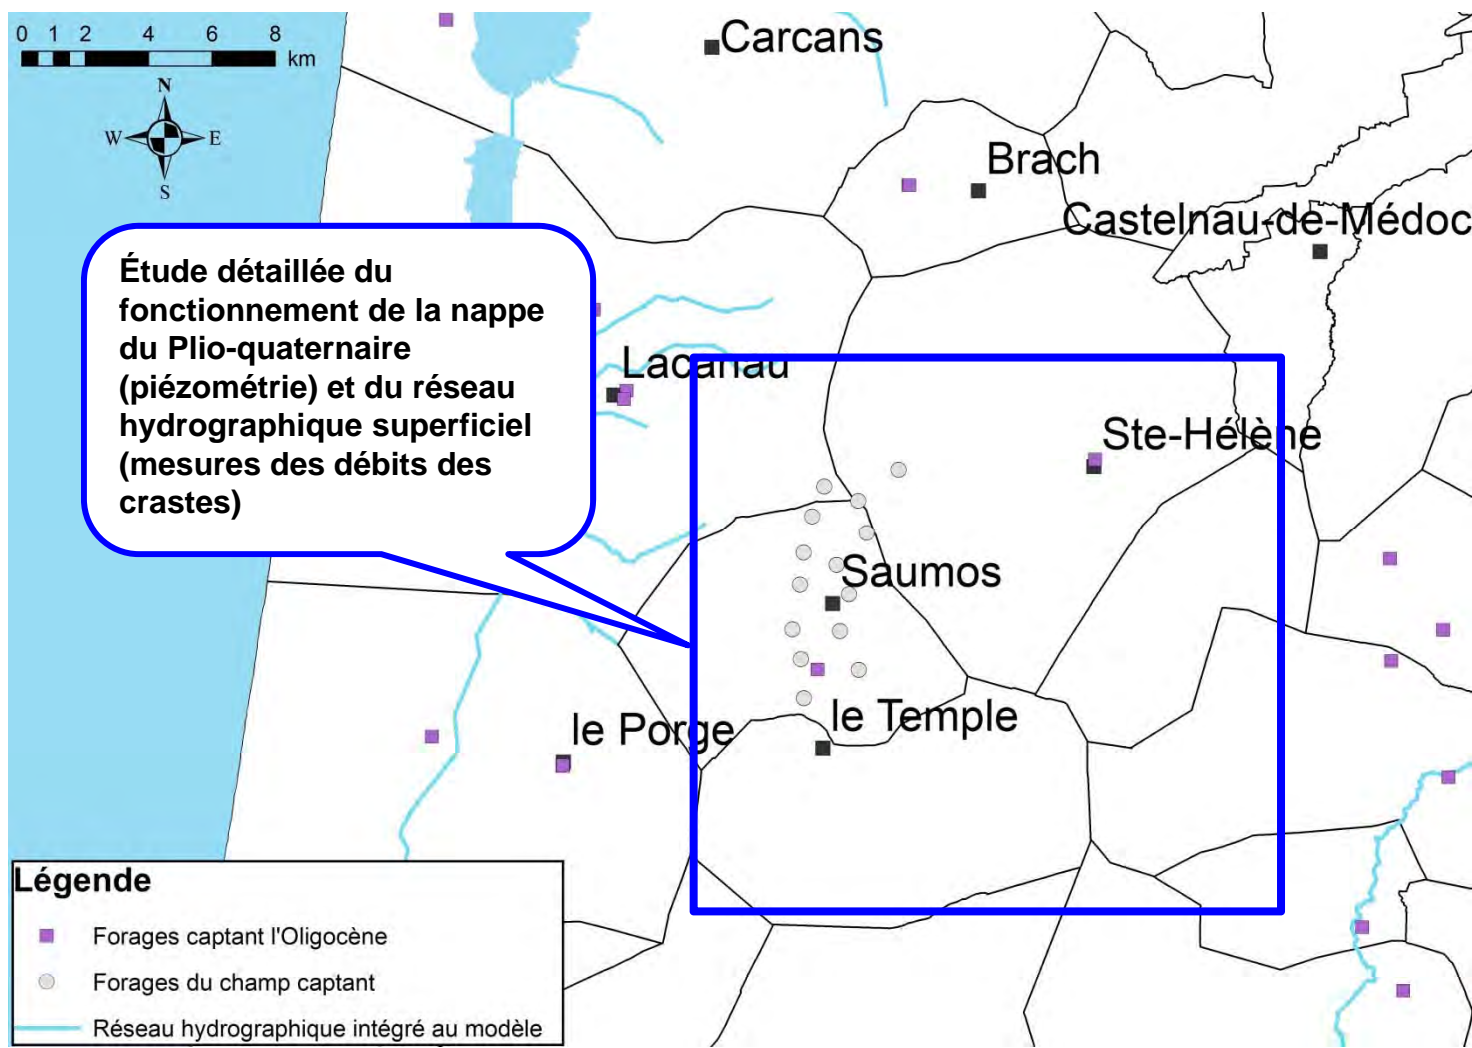 0 1 2 4 6 8
km
N
W E
S
Carcans
Brach
Castelnau-de-Médoc
Étude détaillée du
fonctionnement de la nappe
du Plio-quaternaire
(piézométrie) et du réseau
hydrographique superficiel
(mesures des débits des
crastes)
Lacanau
Ste-Hélène
Saumos
le Porge
le Temple
Légende
Forages captant l'Oligocène
Forages du champ captant
Réseau hydrographique intégré au modèle